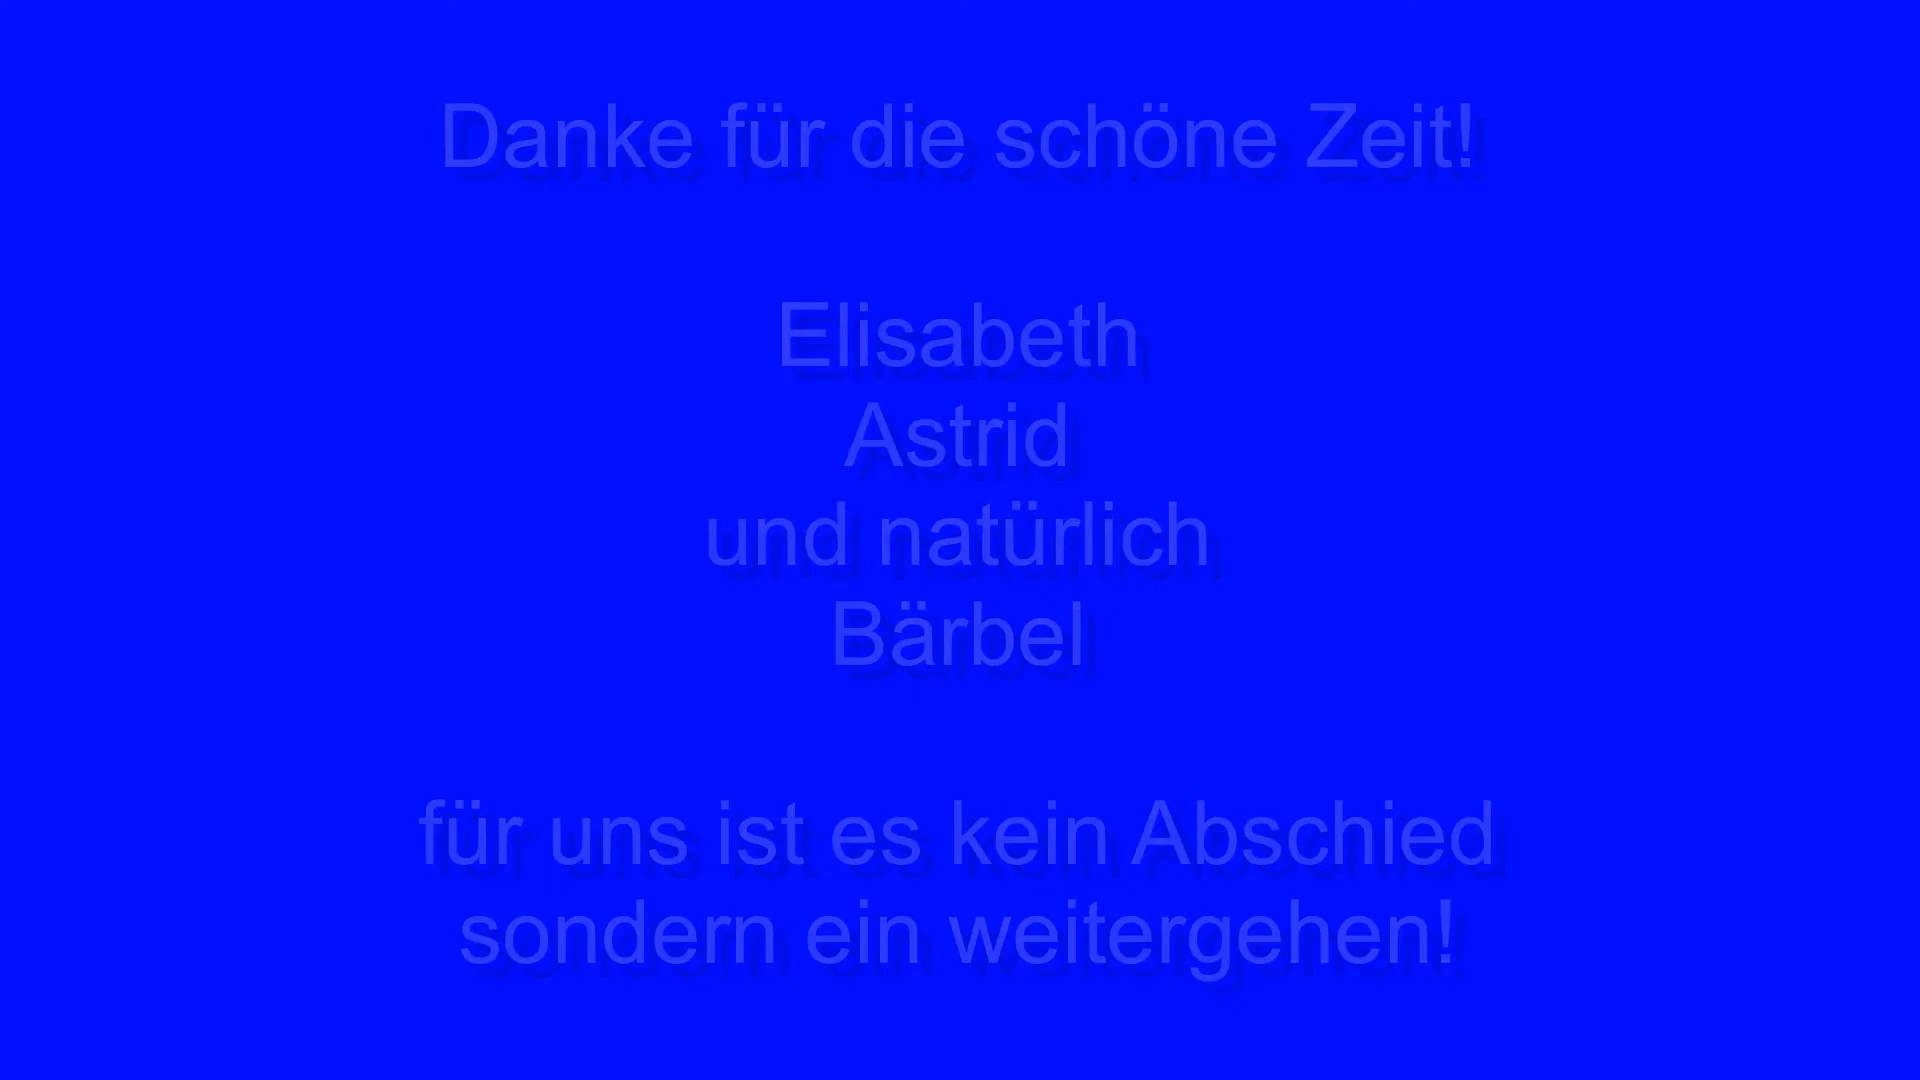 Danke für die schöne Zeit!
Elisabeth
Astrid
und natürlich
Bärbel
für uns ist es kein Abschied
sondern ein weitergehen!